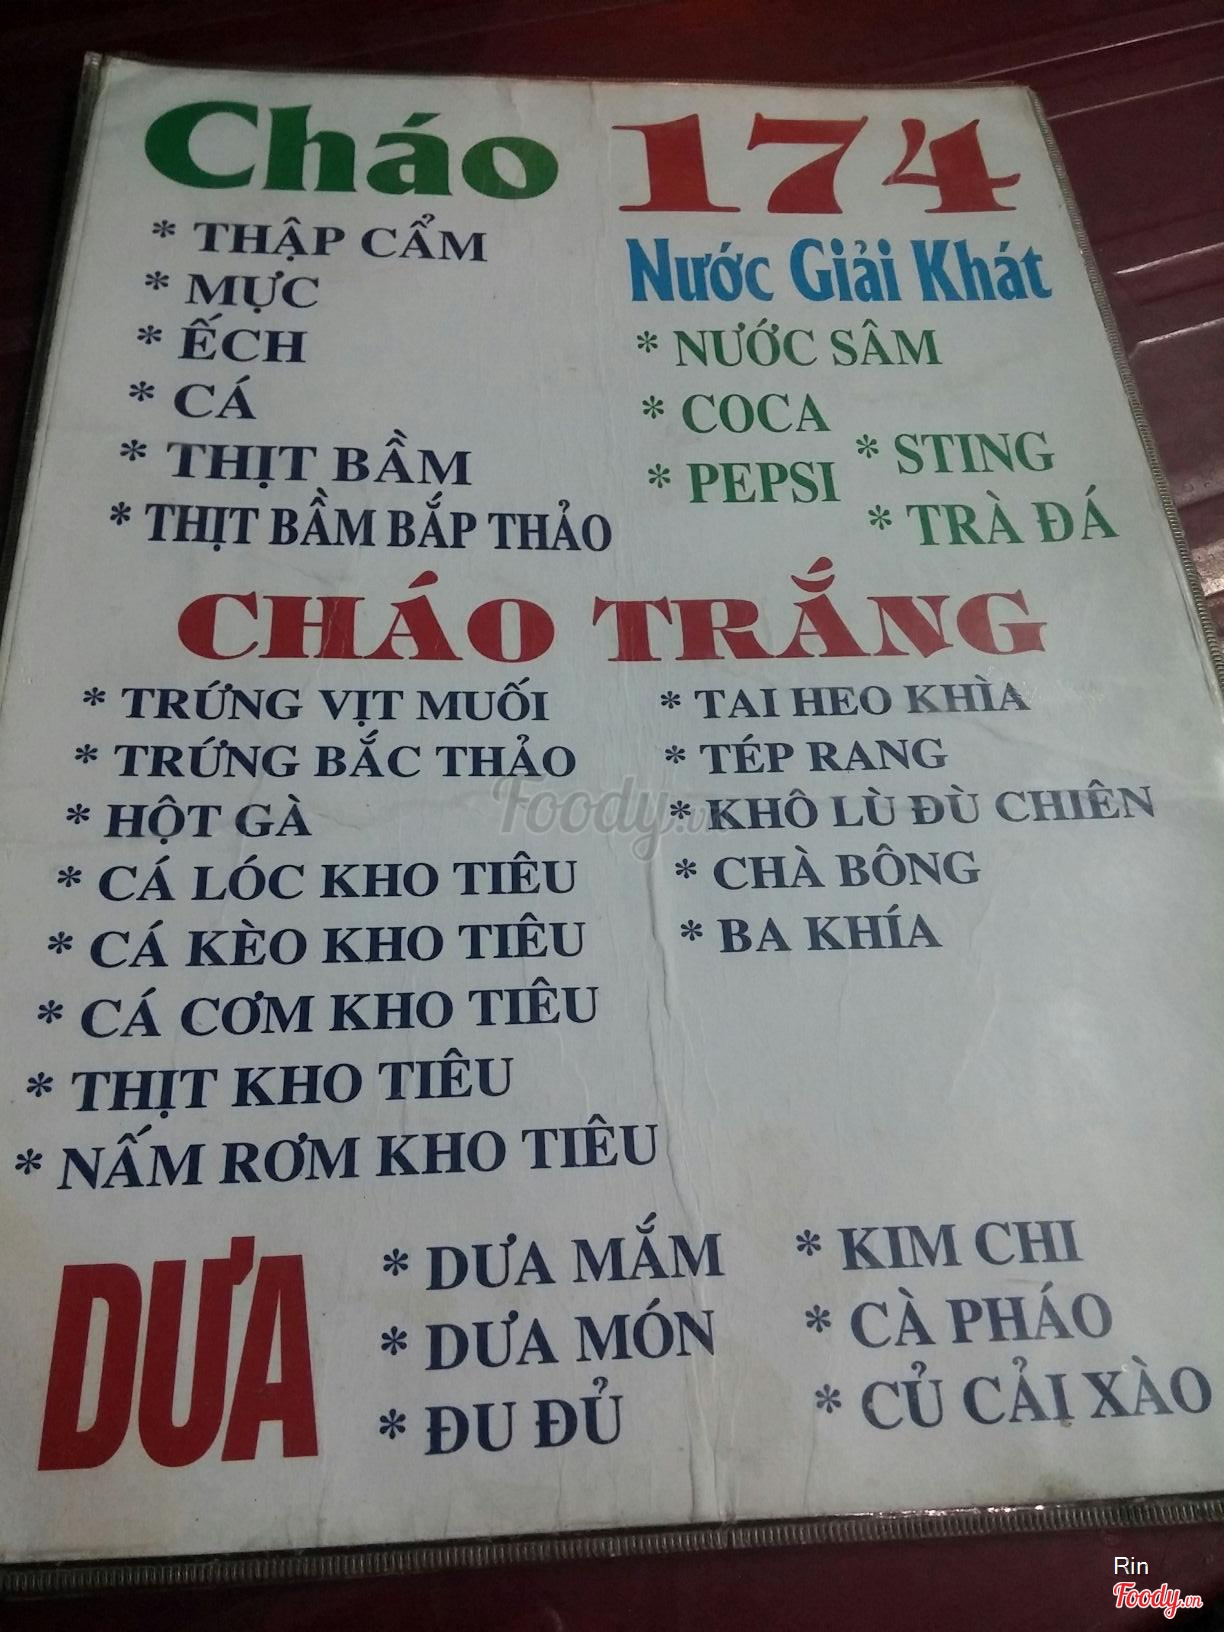 Cháo 174
* THẬP CẨM
* MỰC
* ẾCH
* CÁ
* THỊT BẦM
* THỊT BẦM BẮP THẢO
Nước Giải Khát
* NƯỚC SÂM
* COCA
* PEPSI
* STING
* TRÀ ĐÁ
CHÁO TRẮNG
* TRỨNG VỊT MUỐI
* TRỨNG BẮC THẢO
* HỘT GÀ
* CÁ LÓC KHO TIÊU
* CÁ KÈO KHO TIÊU
* CÁ CƠM KHO TIÊU
* THỊT KHO TIÊU
* NẤM RƠM KHO TIÊU
* TAI HEO KHÌA
* TÉP RANG
* KHÔ LÙ ĐÙ CHIÊN
* CHÀ BÔNG
* BA KHÍA
DƯA
* DƯA MẮM
* DƯA MÓN
* ĐU ĐỦ
* KIM CHI
* CÀ PHÁO
* CỦ CẢI XÀO
Foody.vn
Rin
Foody.vn